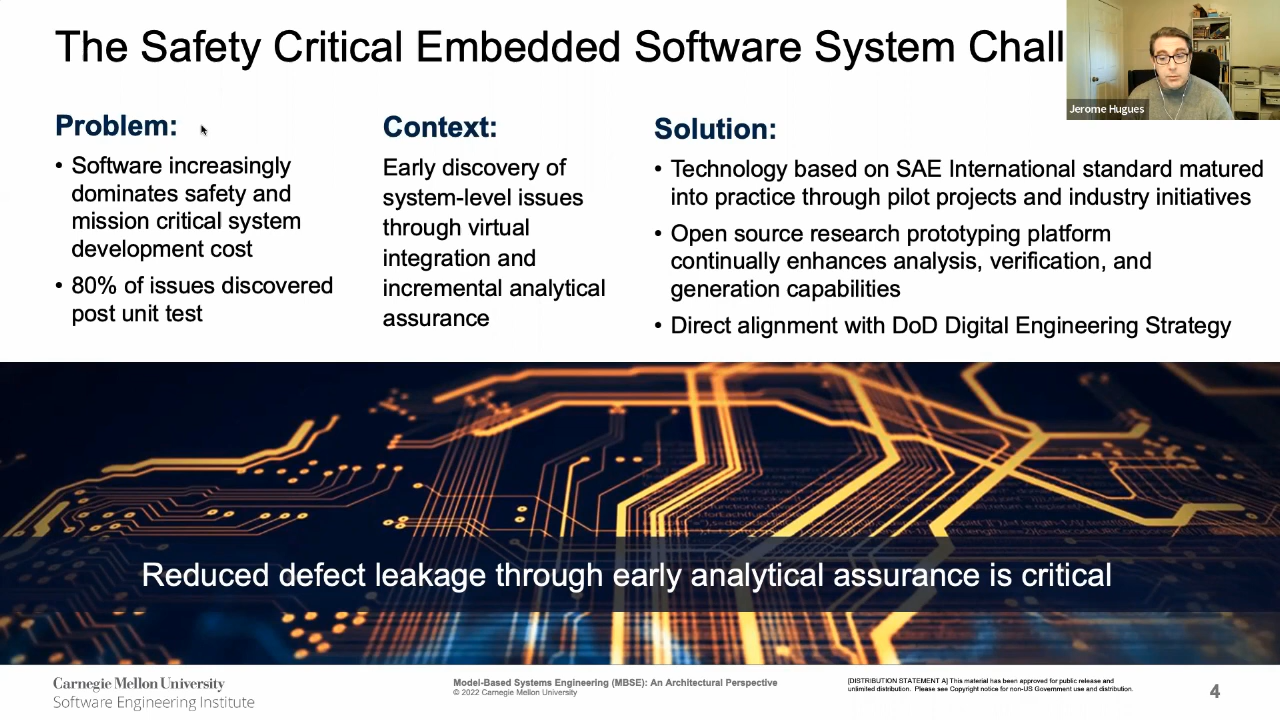 The Safety Critical Embedded Software System Chall
Jerome Hugues
Problem:
• Software increasingly
dominates safety and
mission critical system
development cost
• 80% of issues discovered
post unit test
Context:
Early discovery of
system-level issues
through virtual
integration and
incremental analytical
assurance
Solution:
• Technology based on SAE International standard matured
into practice through pilot projects and industry initiatives
• Open source research prototyping platform
continually enhances analysis, verification, and
generation capabilities
• Direct alignment with DoD Digital Engineering Strategy
Reduced defect leakage through early analytical assurance is critical
Carnegie Mellon University
Software Engineering Institute
Model-Based Systems Engineering (MBSE): An Architectural Perspective
© 2022 Carnegie Mellon University
[DISTRIBUTION STATEMENT A] This material has been approved for public release and
unlimited distribution. Please see Copyright notice for non-US Government use and distribution.
4